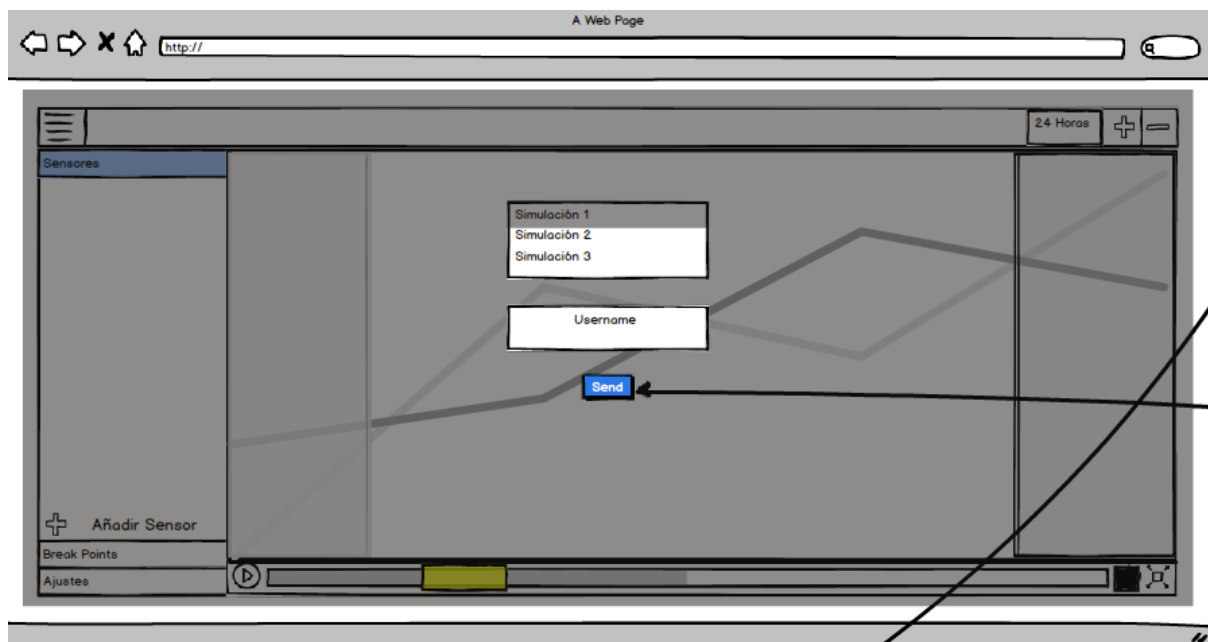 A Web Page
http://
24 Horas
Sensores
Simulación 1
Simulación 2
Simulación 3
Username
Send
Añadir Sensor
Break Points
Ajustes